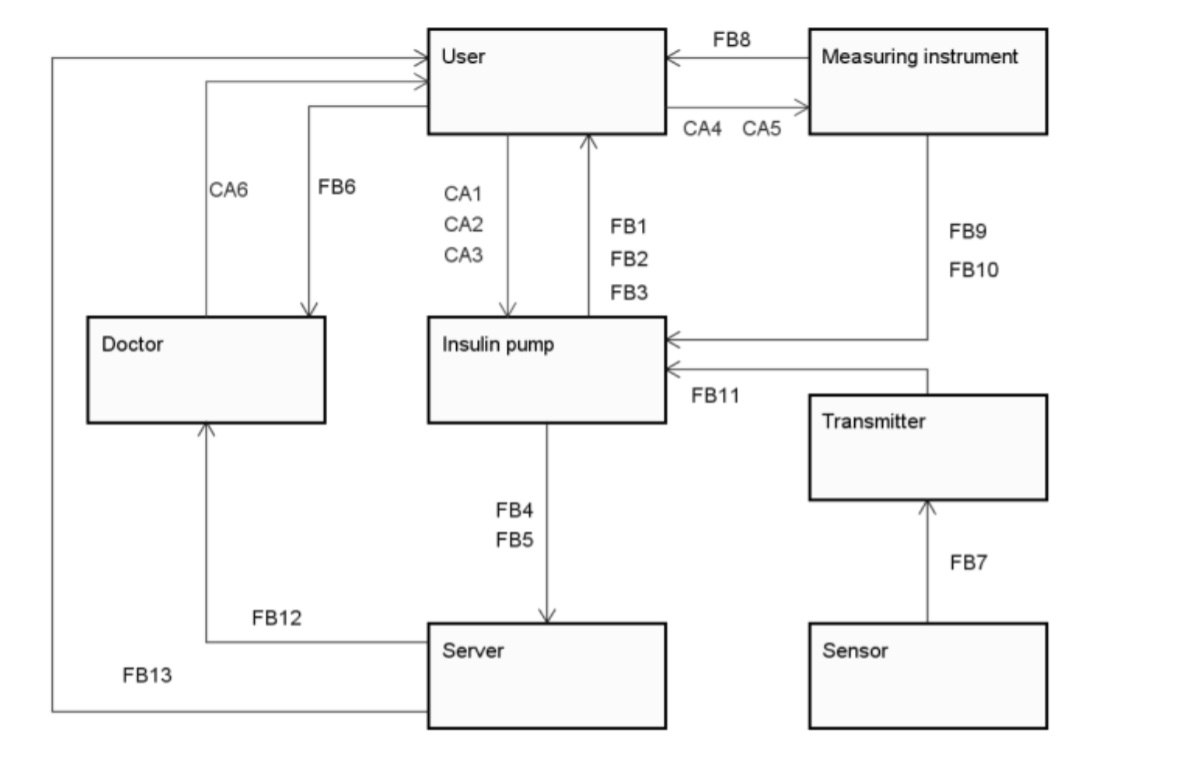 User
FB8
Measuring instrument
CA4 CA5
CA6
FB6
CA1
CA2
CA3
FB1
FB2
FB3
FB9
FB10
Doctor
Insulin pump
FB11
Transmitter
FB4
FB5
FB7
FB12
Server
Sensor
FB13